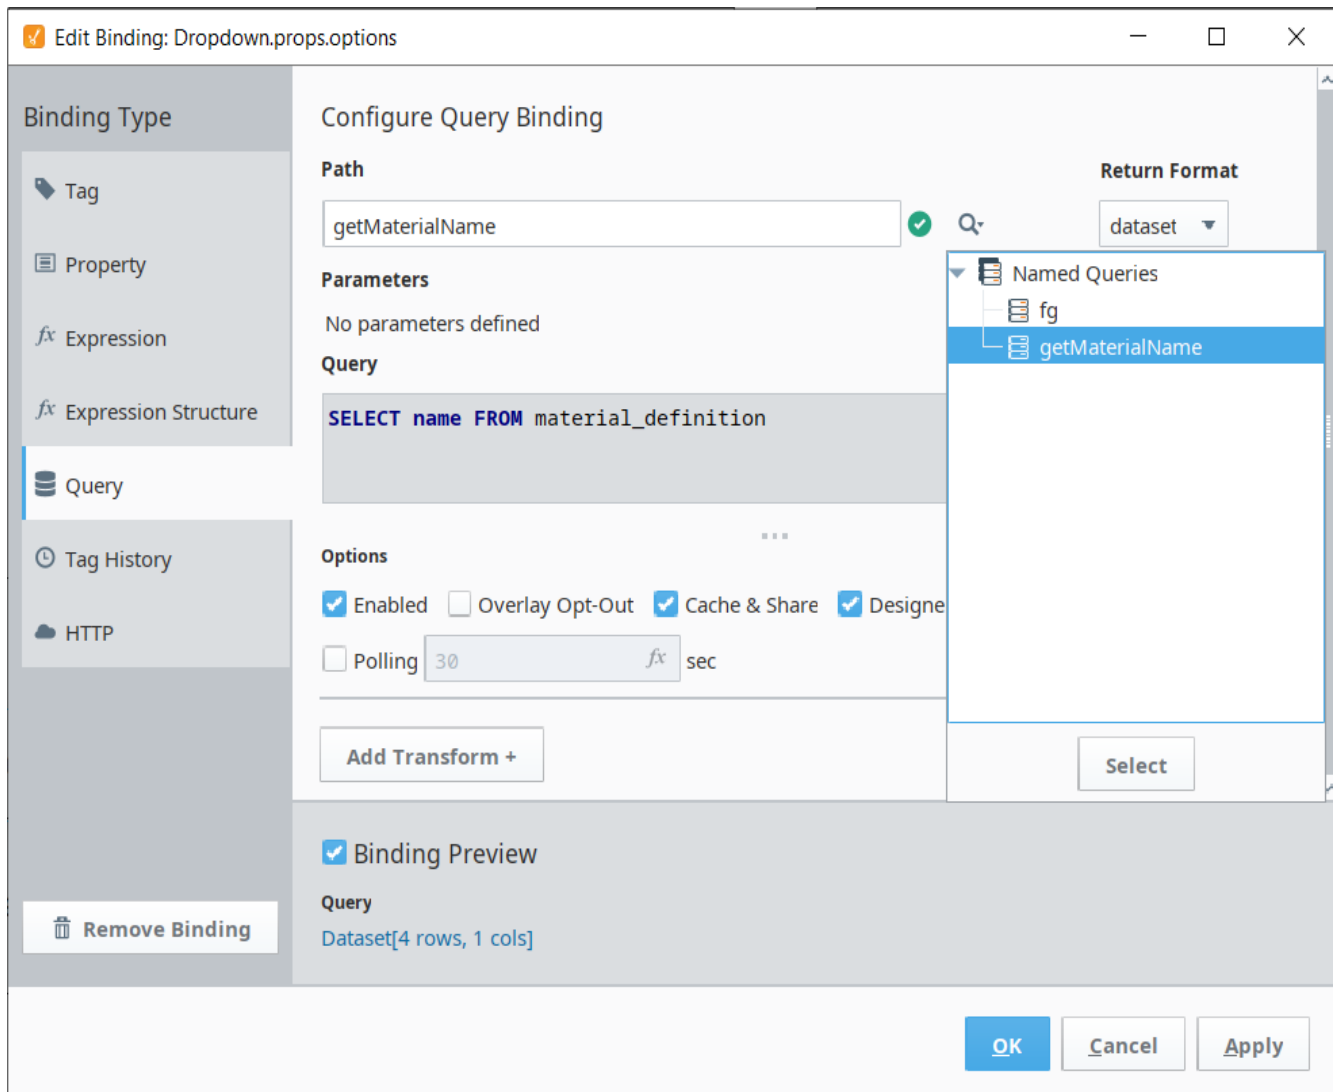 Edit Binding: Dropdown.props.options
Binding Type
Tag
Property
fx Expression
fx Expression Structure
Query
Tag History
HTTP
Remove Binding
Configure Query Binding
Path
Return Format
getMaterialName
dataset
Parameters
No parameters defined
Query
SELECT name FROM material_definition
Named Queries
fg
getMaterialName
Select
Options
Enabled
Overlay Opt-Out
Cache & Share
Designe
Polling
30
fx
sec
Add Transform +
Binding Preview
Query
Dataset[4 rows, 1 cols]
OK
Cancel
Apply